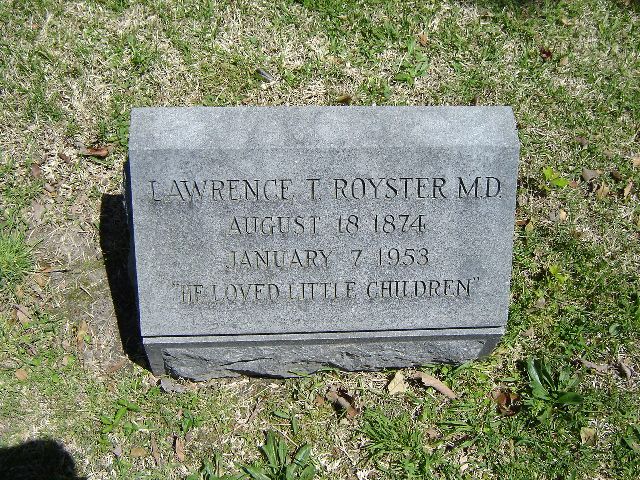 LAWRENCE T. ROYSTER M.D.
AUGUST 18 1874
JANUARY 7 1953
"HE LOVED LITTLE CHILDREN"